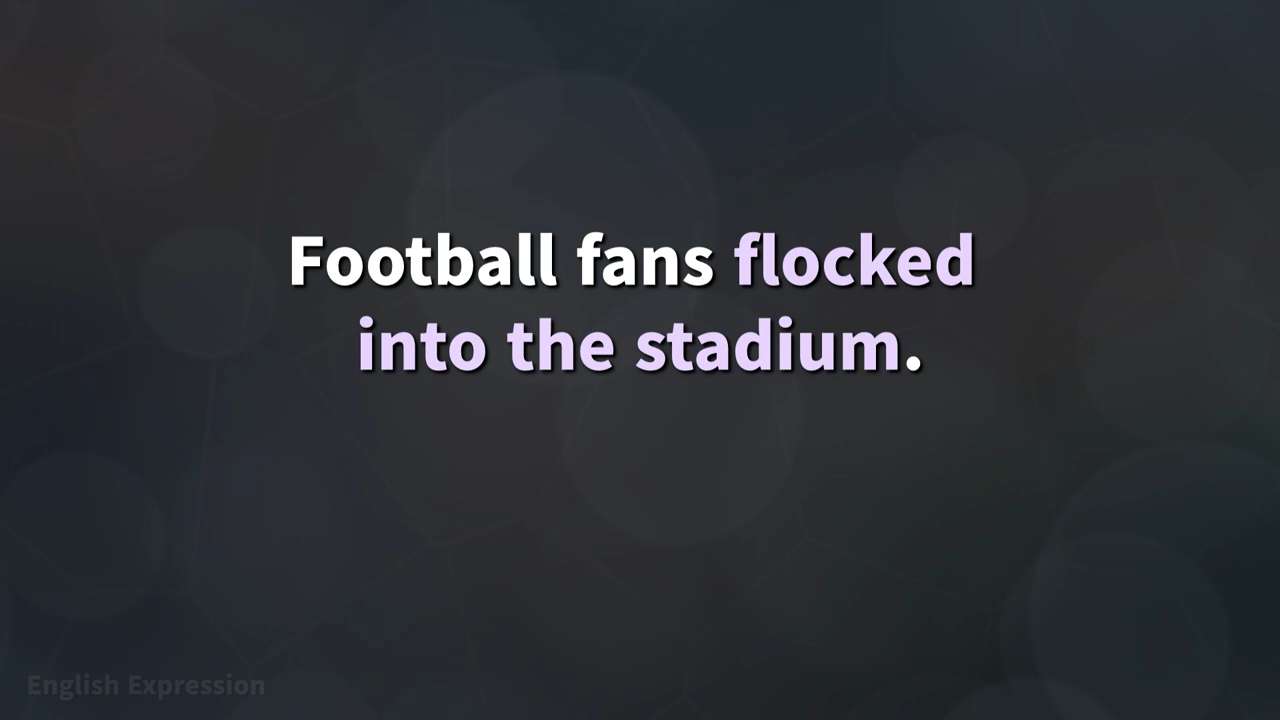 Football fans flocked
into the stadium.
English Expression